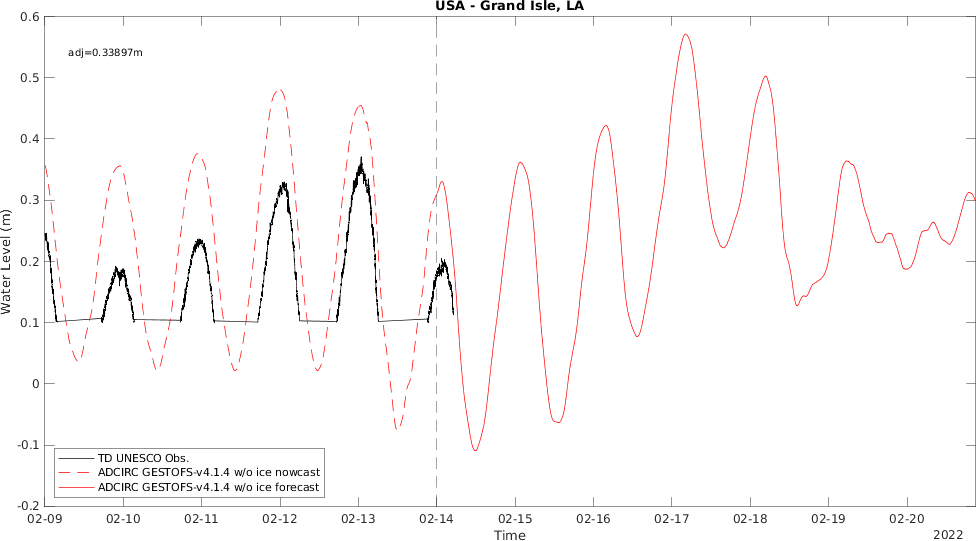 USA - Grand Isle, LA
adj=0.33897m
Water Level (m)
0.6
0.5
0.4
0.3
0.2
0.1
0
-0.1
-0.2
TD UNESCO Obs.
ADCIRC GESTOFS-v4.1.4 w/o ice nowcast
ADCIRC GESTOFS-v4.1.4 w/o ice forecast
02-09 02-10 02-11 02-12 02-13 02-14 02-15 02-16 02-17 02-18 02-19 02-20
Time
2022